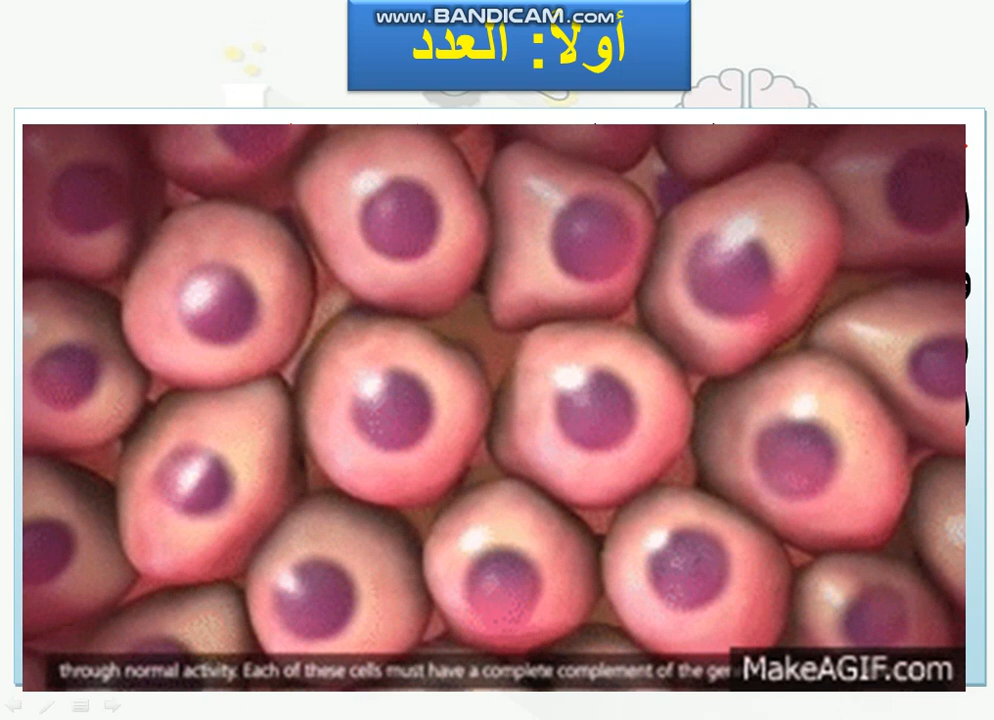 www.BANDICAM.com
أولاً: العدد
through normal activity. Each of these cells must have a complete complement of the
MakeAGIF.com